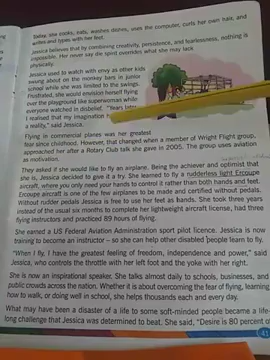 Today, she cooks, eats, washes dishes, uses the computer, curls her own hair, and
writes and types with her feet.
Jessica believes that by combining creativity, persistence, and fearlessness, nothing is
impossible. Her never say die spirit overrides what she may lack
physically.
Jessica used to watch with envy as other kids
swung about on the monkey bars in junior
school while she was limited to the swings.
Frustrated, she would envision herself flying
over the playground like superwoman while
everyone watched in disbelief. "Years later
I realised that my imagination
a reality," said Jessica.
Flying in commercial planes was her greatest
fear since childhood. However, that changed when a member of Wright Flight group,
approached her after a Rotary Club talk she gave in 2005. The group uses aviation
as motivation.
They asked if she would like to fly an airplane. Being the achiever and optimist that
she is, Jessica decided to give it a try. She learned to fly a rudderless light Ercoupe
aircraft, where you only need your hands to control it rather than both hands and feet.
Ercoupe aircraft is one of the few airplanes to be made and certified without pedals.
Without rudder pedals Jessica is free to use her feet as hands. She took three years
instead of the usual six months to complete her lightweight aircraft license, had three
flying instructors and practiced 89 hours of flying.
She earned a US Federal Aviation Administration sport pilot licence. Jessica is now
training to become an instructor – so she can help other disabled people learn to fly.
"When I fly, I have the greatest feeling of freedom, independence and power," said
Jessica, who controls the throttle with her left foot and the yoke with her right.
She is now an inspirational speaker. She talks almost daily to schools, businesses, and
public crowds across the nation. Whether it is about overcoming the fear of flying, learning
how to walk, or doing well in school, she helps thousands each and every day.
What may have been a disaster of a life to some soft-minded people became a life-
long challenge that Jessica was determined to beat. She said, "Desire is 80 percent o
41